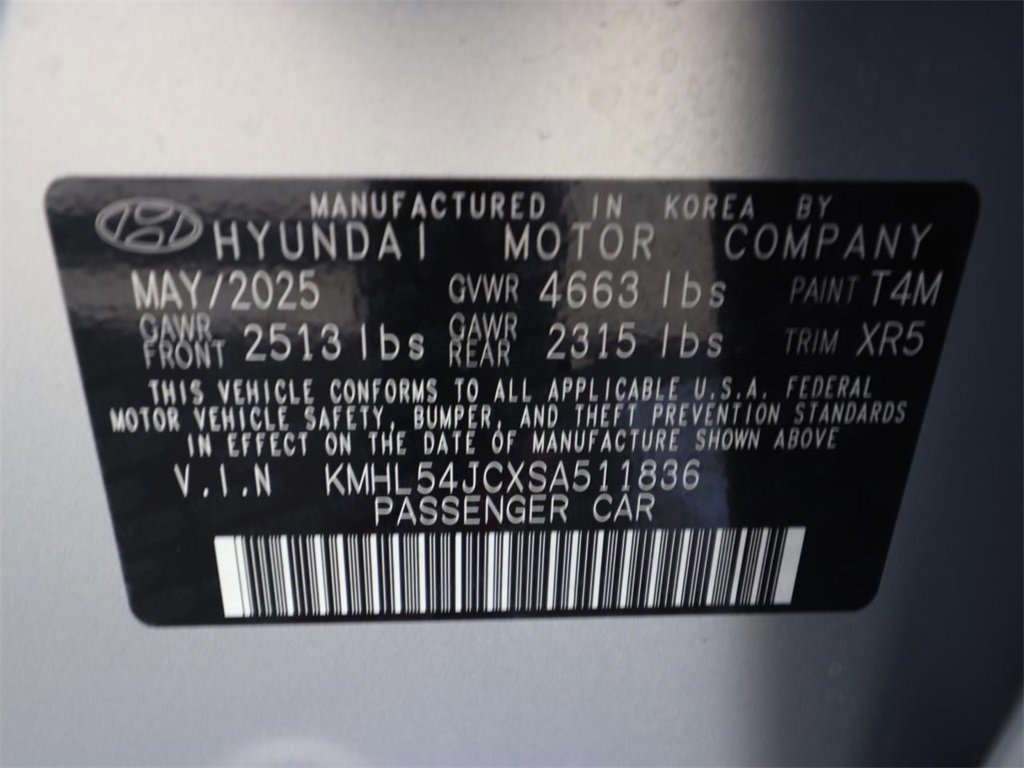 MANUFACTURED IN KOREA BY
HYUNDAI MOTOR COMPANY
MAY/2025 GVWR 4663 lbs PAINT T4M
GAWR FRONT 2513 lbs GAWR REAR 2315 lbs TRIM XR5
THIS VEHICLE CONFORMS TO ALL APPLICABLE U.S.A. FEDERAL
MOTOR VEHICLE SAFETY, BUMPER, AND THEFT PREVENTION STANDARDS
IN EFFECT ON THE DATE OF MANUFACTURE SHOWN ABOVE
V.I.N KMHL54JCXSA511836
PASSENGER CAR